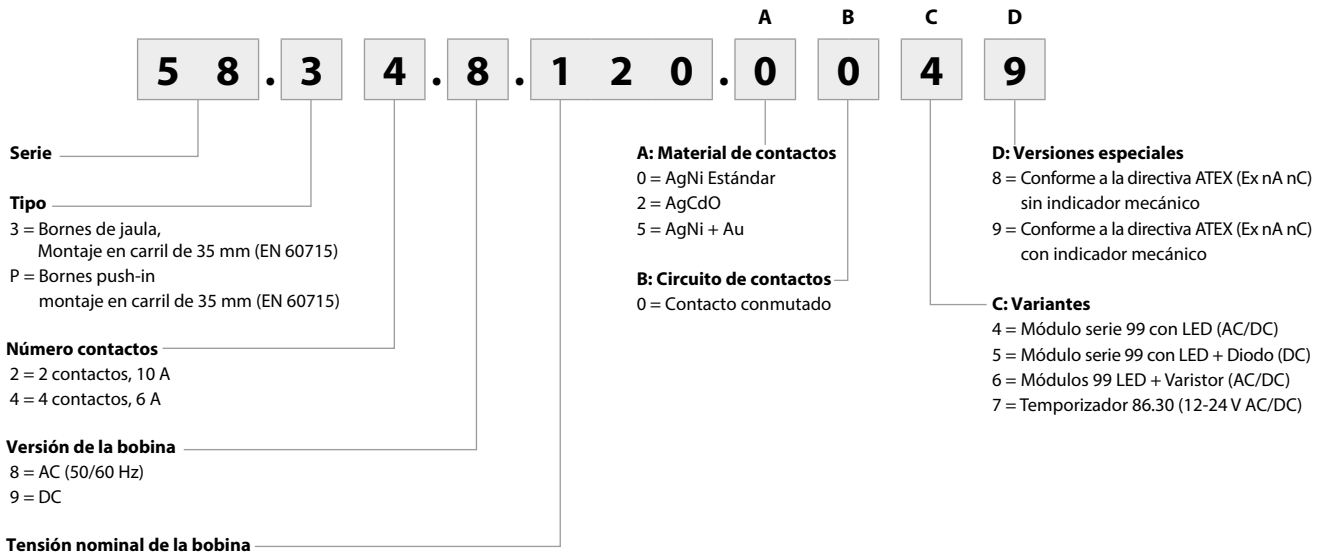 A B C D
5 8 . 3 4 . 8 . 1 2 0 . 0 0 4 9
Serie
Tipo
3 = Bornes de jaula,
Montaje en carril de 35 mm (EN 60715)
P = Bornes push-in
montaje en carril de 35 mm (EN 60715)
Número contactos
2 = 2 contactos, 10 A
4 = 4 contactos, 6 A
Versión de la bobina
8 = AC (50/60 Hz)
9 = DC
Tensión nominal de la bobina
A: Material de contactos
0 = AgNi Estándar
2 = AgCdO
5 = AgNi + Au
B: Circuito de contactos
0 = Contacto conmutado
D: Versiones especiales
8 = Conforme a la directiva ATEX (Ex nA nC)
sin indicador mecánico
9 = Conforme a la directiva ATEX (Ex nA nC)
con indicador mecánico
C: Variantes
4 = Módulo serie 99 con LED (AC/DC)
5 = Módulo serie 99 con LED + Diodo (DC)
6 = Módulos 99 LED + Varistor (AC/DC)
7 = Temporizador 86.30 (12-24 V AC/DC)